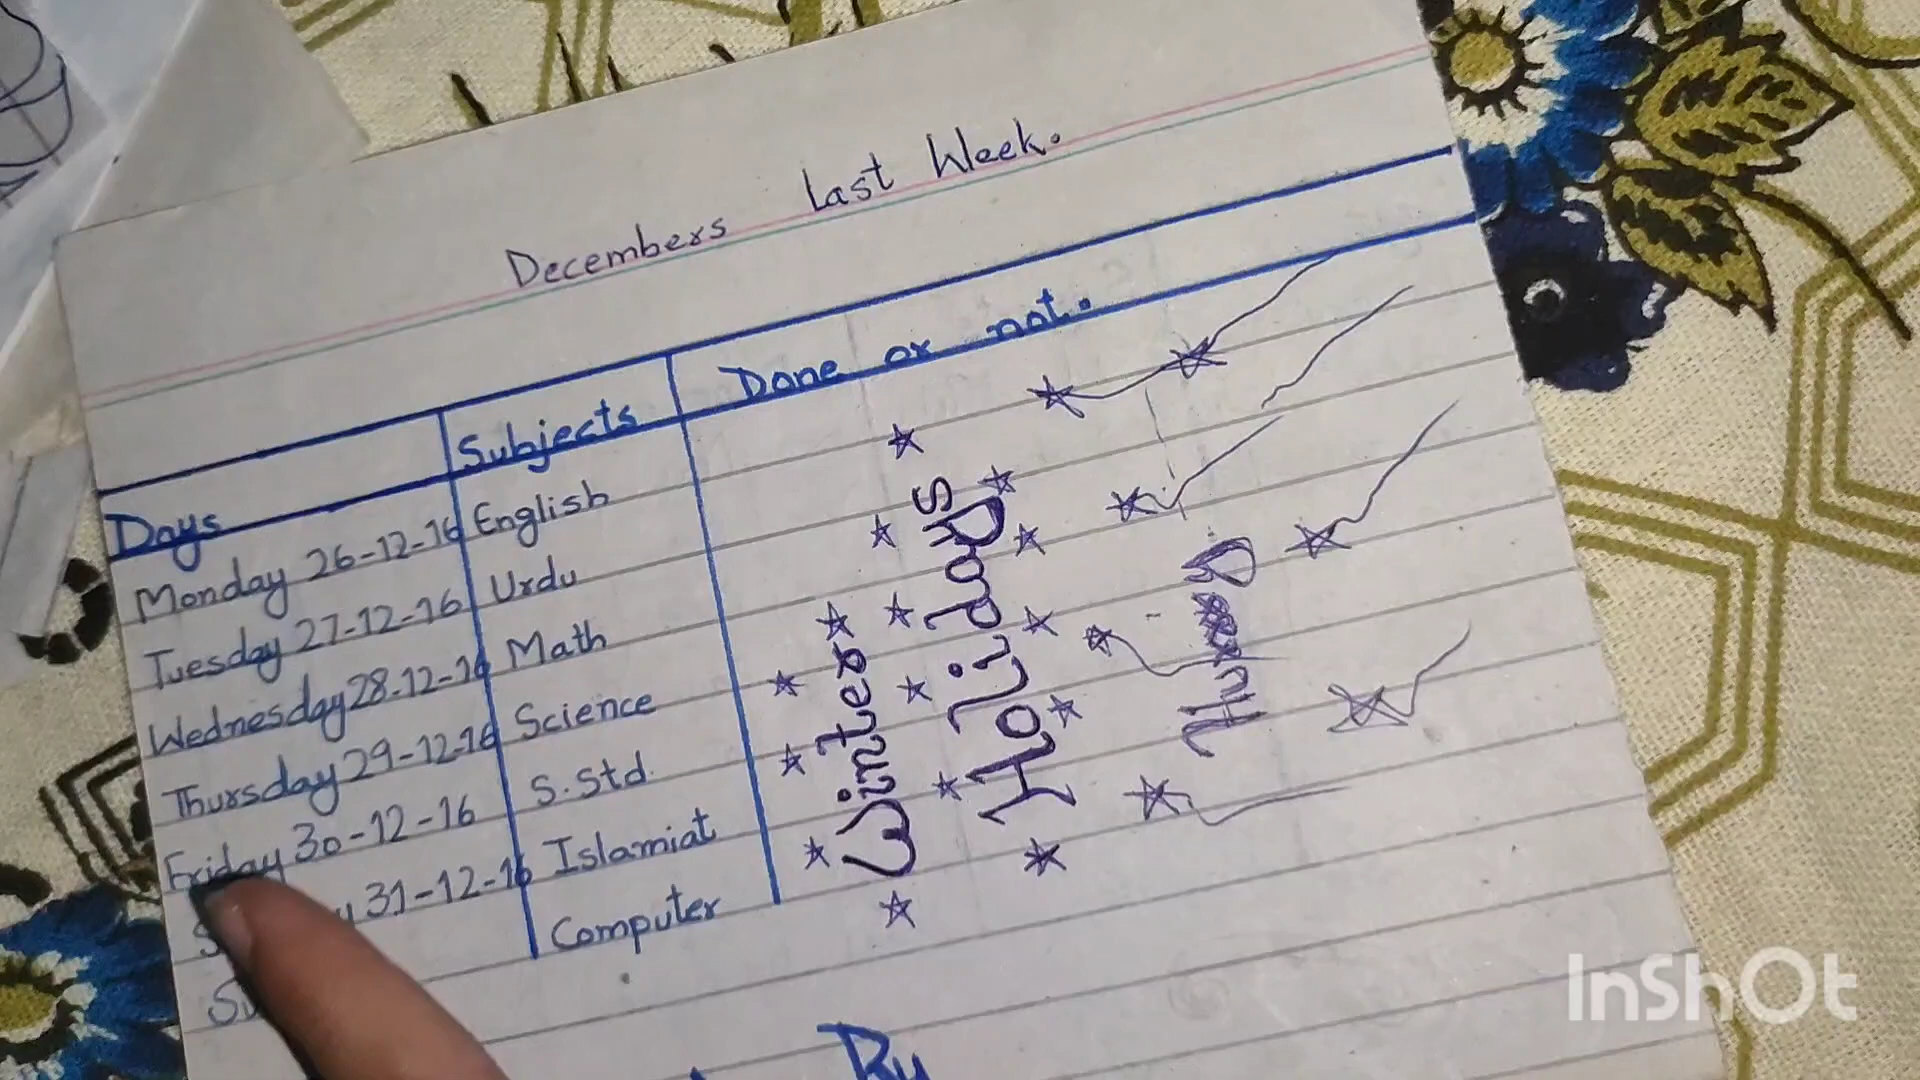 Decembers Last Week.
Days Subjects Done or not.
Monday 26-12-16 English
Tuesday 27-12-16 Urdu
Wednesday 28-12-16 Math
Thursday 29-12-16 Science
Friday 30-12-16 S.Std.
31-12-16 Islamiat
Computer
Winter
Holidays
By
InShOt